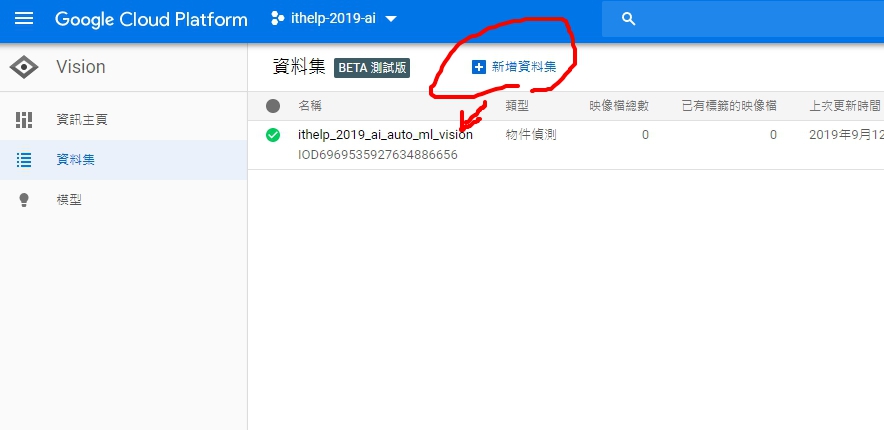 Google Cloud Platform ithelp-2019-ai
Vision
資料集 BETA 測試版 新增資料集
名稱 類型 映像檔總數 已有標籤的映像檔 上次更新時間
資訊主頁
ithelp_2019_ai_auto_ml_vision 物件偵測 0 0 2019年9月12
IOD6969535927634886656
資料集
模型